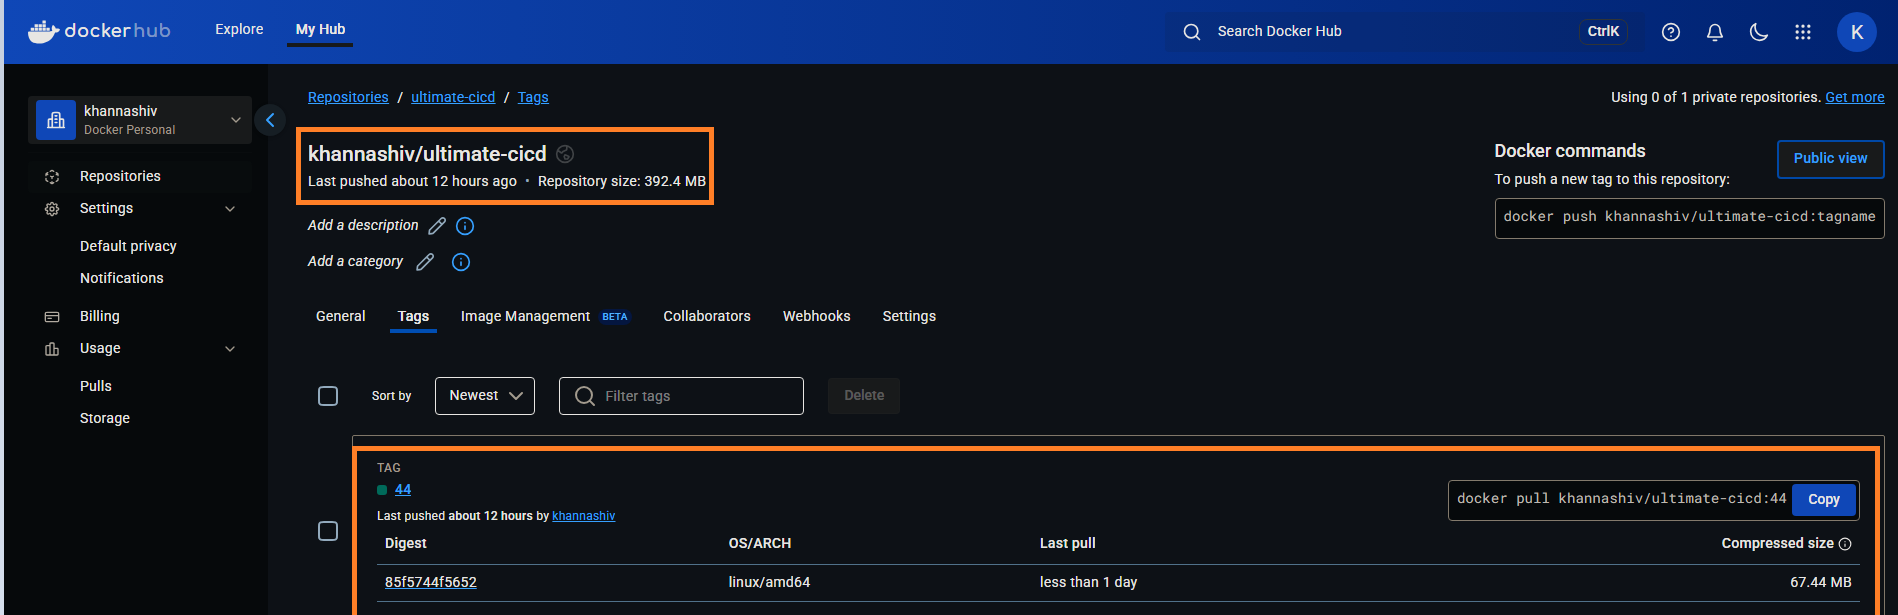 dockerhub
Explore
My Hub
Search Docker Hub
CtrlK
K
khannashiv
Docker Personal
Repositories
Settings
Default privacy
Notifications
Billing
Usage
Pulls
Storage
Repositories / ultimate-cicd / Tags
Using 0 of 1 private repositories. Get more
khannashiv/ultimate-cicd
Last pushed about 12 hours ago • Repository size: 392.4 MB
Add a description
Add a category
Docker commands
Public view
To push a new tag to this repository:
docker push khannashiv/ultimate-cicd:tagname
General
Tags
Image Management BETA
Collaborators
Webhooks
Settings
Sort by
Newest
Filter tags
Delete
TAG
44
Last pushed about 12 hours by khannashiv
docker pull khannashiv/ultimate-cicd:44
Copy
Digest OS/ARCH Last pull Compressed size
85f5744f5652 linux/amd64 less than 1 day 67.44 MB